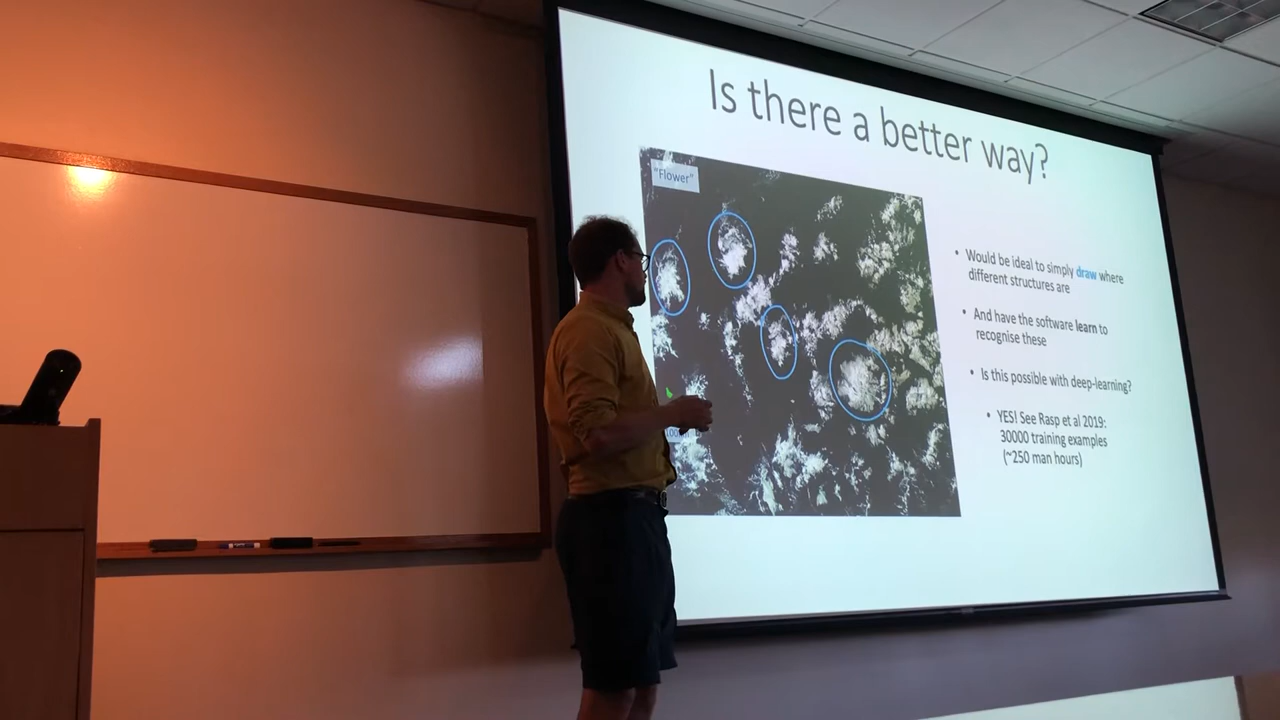 Is there a better way?
"Flower"
• Would be ideal to simply draw where
different structures are
• And have the software learn to
recognise these
• Is this possible with deep-learning?
• YES! See Rasp et al 2019:
30000 training examples
(~250 man hours)